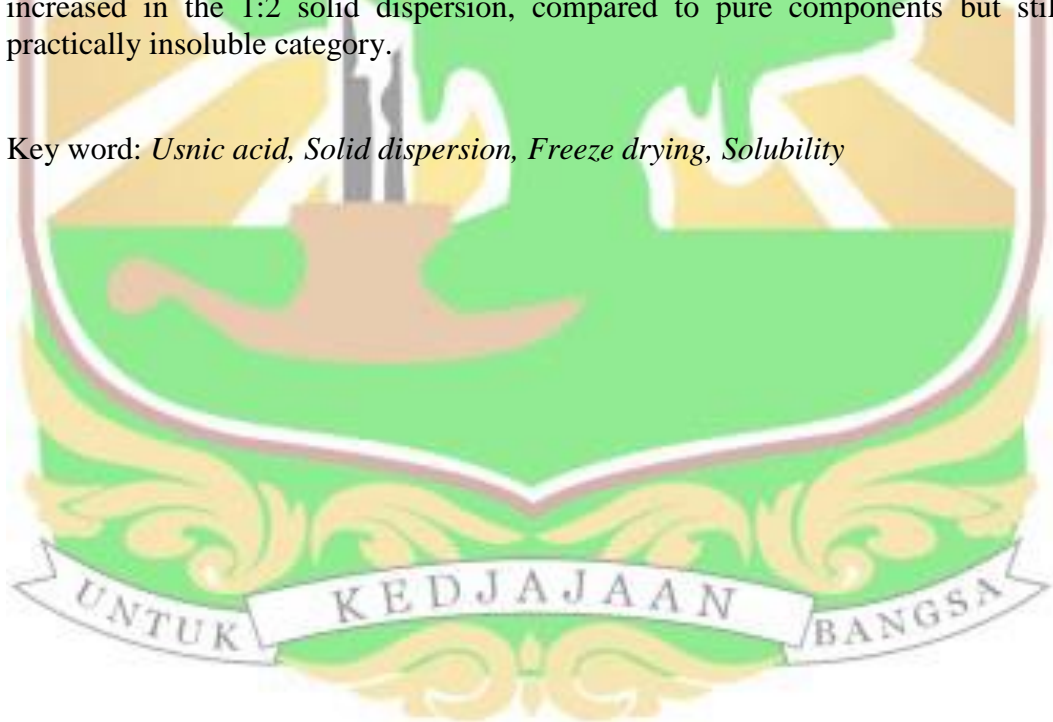 increased in the 1:2 solid dispersion, compared to pure components but
practically insoluble category.
Key word: Usnic acid, Solid dispersion, Freeze drying, Solubility
UNTUK KEDJAJAAN BANGSA